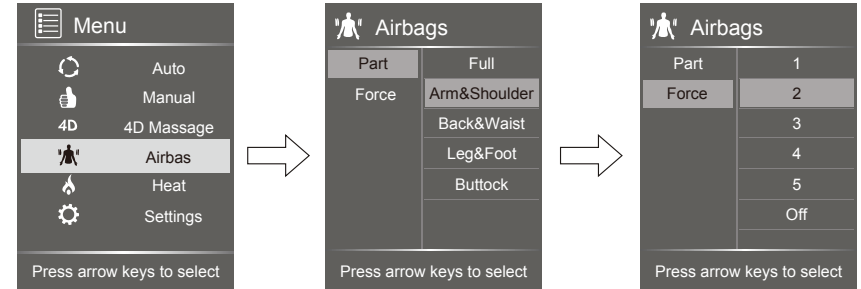 Menu
Auto
Manual
4D 4D Massage
Airbas
Heat
Settings
Press arrow keys to select
Airbags
Part Full
Force Arm&Shoulder
Back&Waist
Leg&Foot
Buttock
Press arrow keys to select
Airbags
Part 1
Force 2
3
4
5
Off
Press arrow keys to select